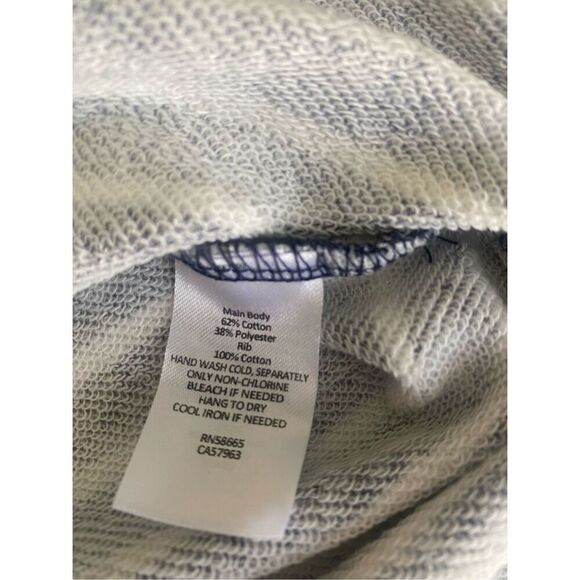 Main Body
62% Cotton
38% Polyester
Rib
100% Cotton
HAND WASH COLD, SEPARATELY
ONLY NON-CHLORINE
BLEACH IF NEEDED
HANG TO DRY
COOL IRON IF NEEDED
RN58665
CA57963